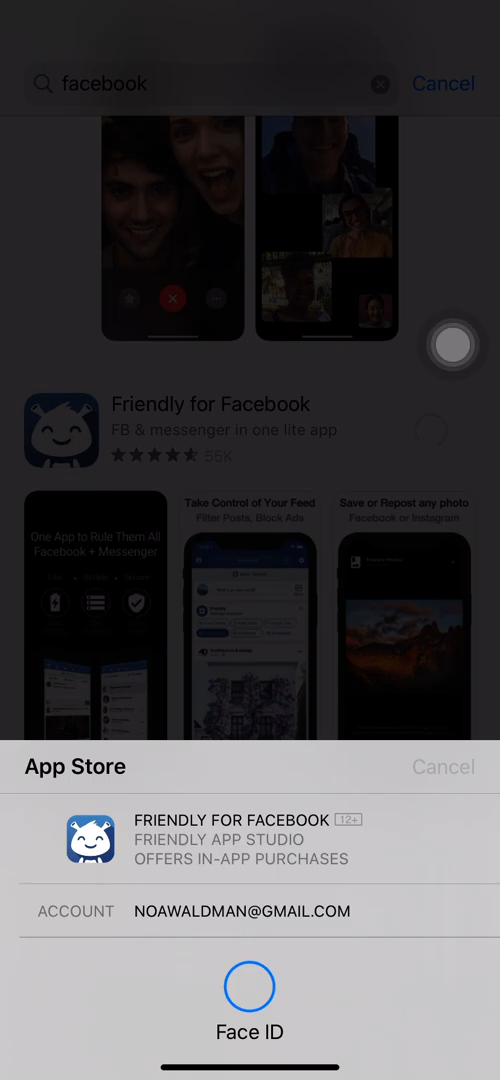 facebook
Cancel
Friendly for Facebook
FB & messenger in one lite app
55K
One App to Rule Them All
Facebook + Messenger
Take Control of Your Feed
Filter Posts, Block Ads
Save or Repost any photo
Facebook or Instagram
App Store
Cancel
FRIENDLY FOR FACEBOOK 12+
FRIENDLY APP STUDIO
OFFERS IN-APP PURCHASES
ACCOUNT NOAWALDMAN@GMAIL.COM
Face ID